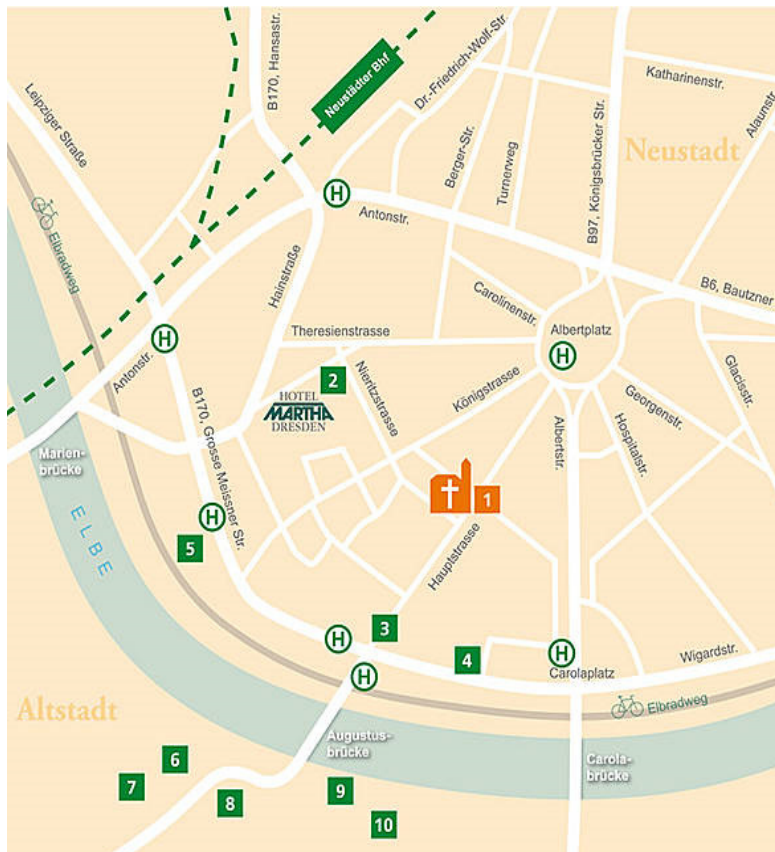 B170, Hansastr.
Neustädter Bhf
Dr.-Friedrich-Wolf-Str.
Katharinenstr.
Alaunstr.
Leipziger Straße
Neustadt
Berger-Str.
Turnerweg
B97, Königsbrücker Str.
H
Antonstr.
Elbradweg
Hainstraße
Carolinenstr.
B6, Bautzner
Theresienstrasse
Albertplatz
H
H
Antonstr.
Glacisstr.
2
HOTEL
MARTHA
DRESDEN
Nieritzstrasse
Königstrasse
Georgenstr.
B170, Grosse Meissner Str.
Albertstr.
Hospitalstr.
Marien-
brücke
1
H
ELBE
5
Hauptstrasse
3
H
4
H
Wigardstr.
Carolaplatz
H
Elbradweg
Altstadt
Augustus-
brücke
Carola-
brücke
6
7
8
9
10